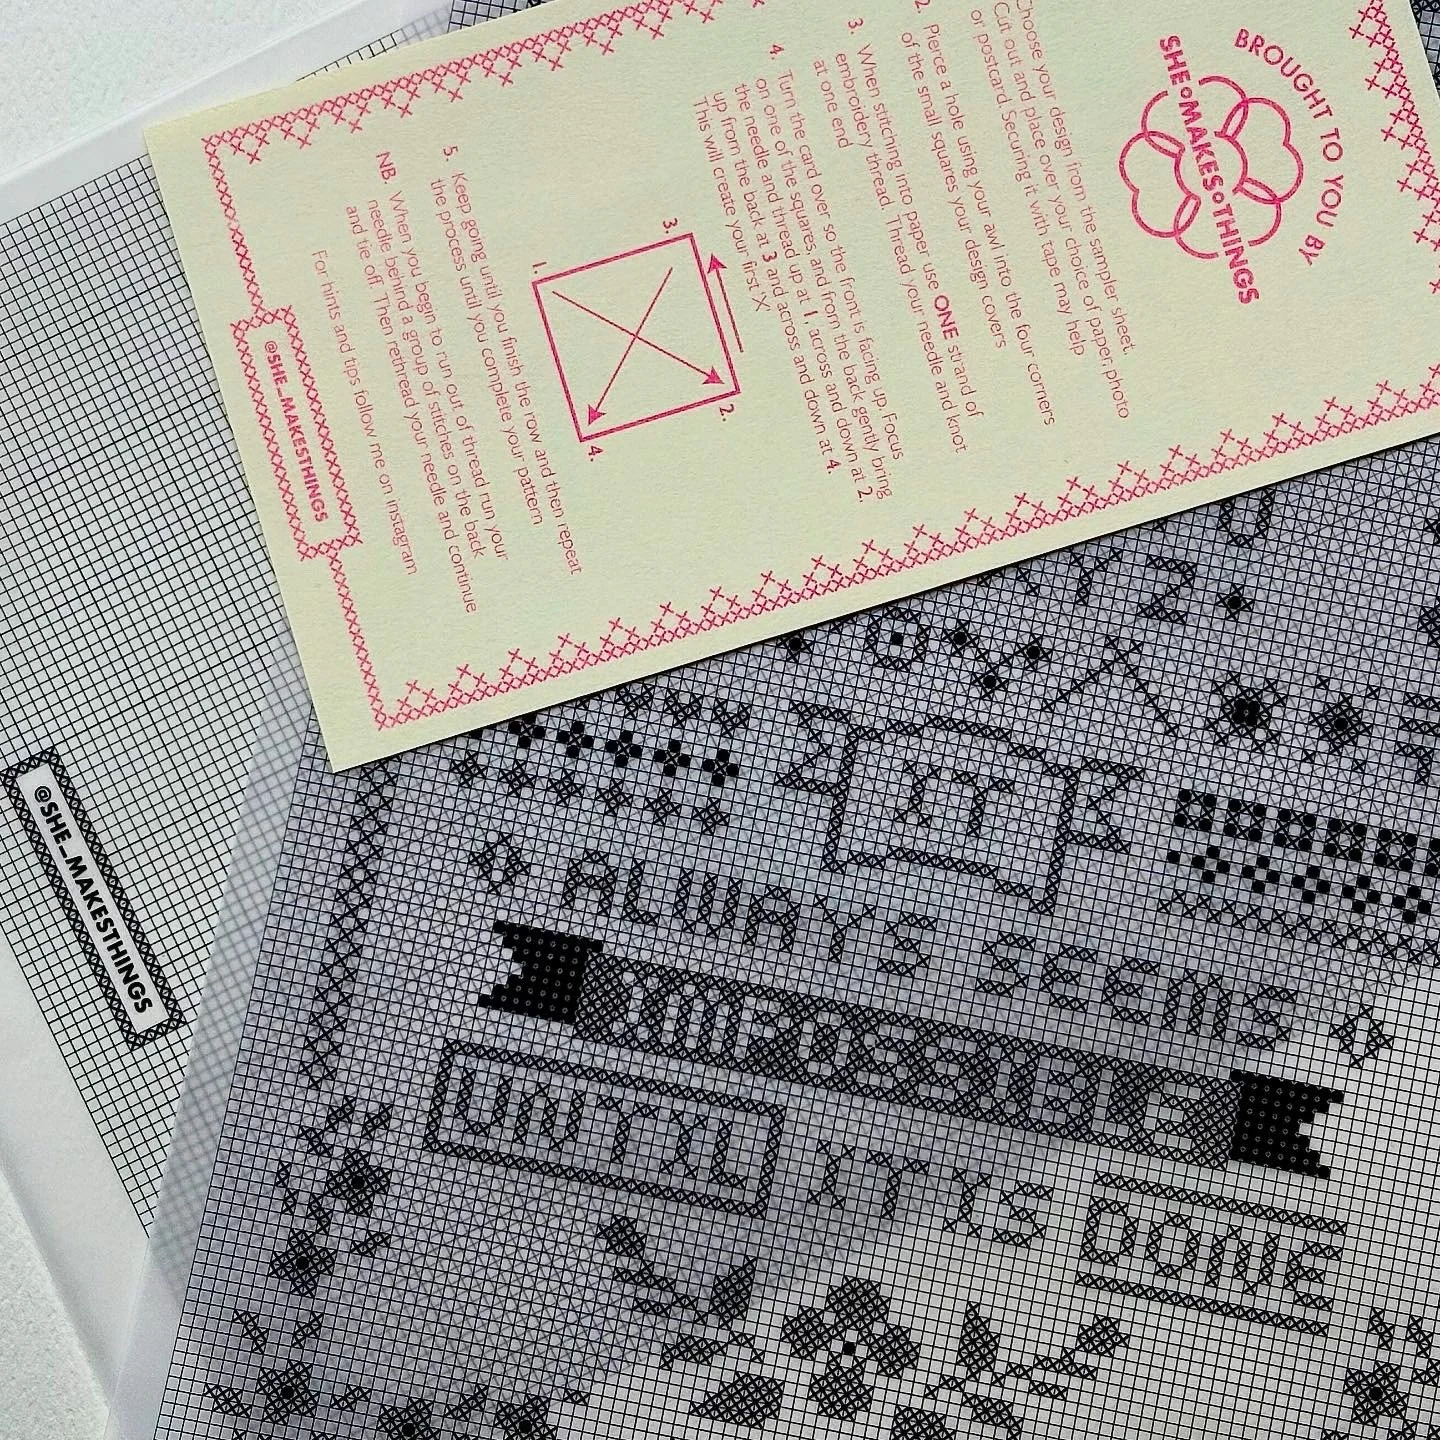 BROUGHT TO YOU BY
SHE MAKES THINGS
Choose your design from the sampler sheet.
Cut out and place over your choice of paper, photo
or postcard. Securing it with tape may help
2. Pierce a hole using your awl into the four corners
of the small squares your design covers
3. When stitching into paper use ONE strand of
embroidery thread. Thread your needle and knot
at one end
4. Turn the card over so the front is facing up. Focus
on one of the squares, and from the back gently bring
the needle and thread up at 1, across and down at 2.
up from the back at 3 and across and down at 4.
This will create your first 'X'
3.
1.
2.
4.
5. Keep going until you finish the row and then repeat
the process until you complete your pattern
NB. When you begin to run out of thread run your
needle behind a group of stitches on the back
and tie off. Then rethread your needle and continue
For hints and tips follow me on instagram
@SHE_MAKESTHINGS
@SHE_MAKESTHINGS
IT
ALWAYS SEEMS
IMPOSSIBLE
UNTIL IT IS DONE